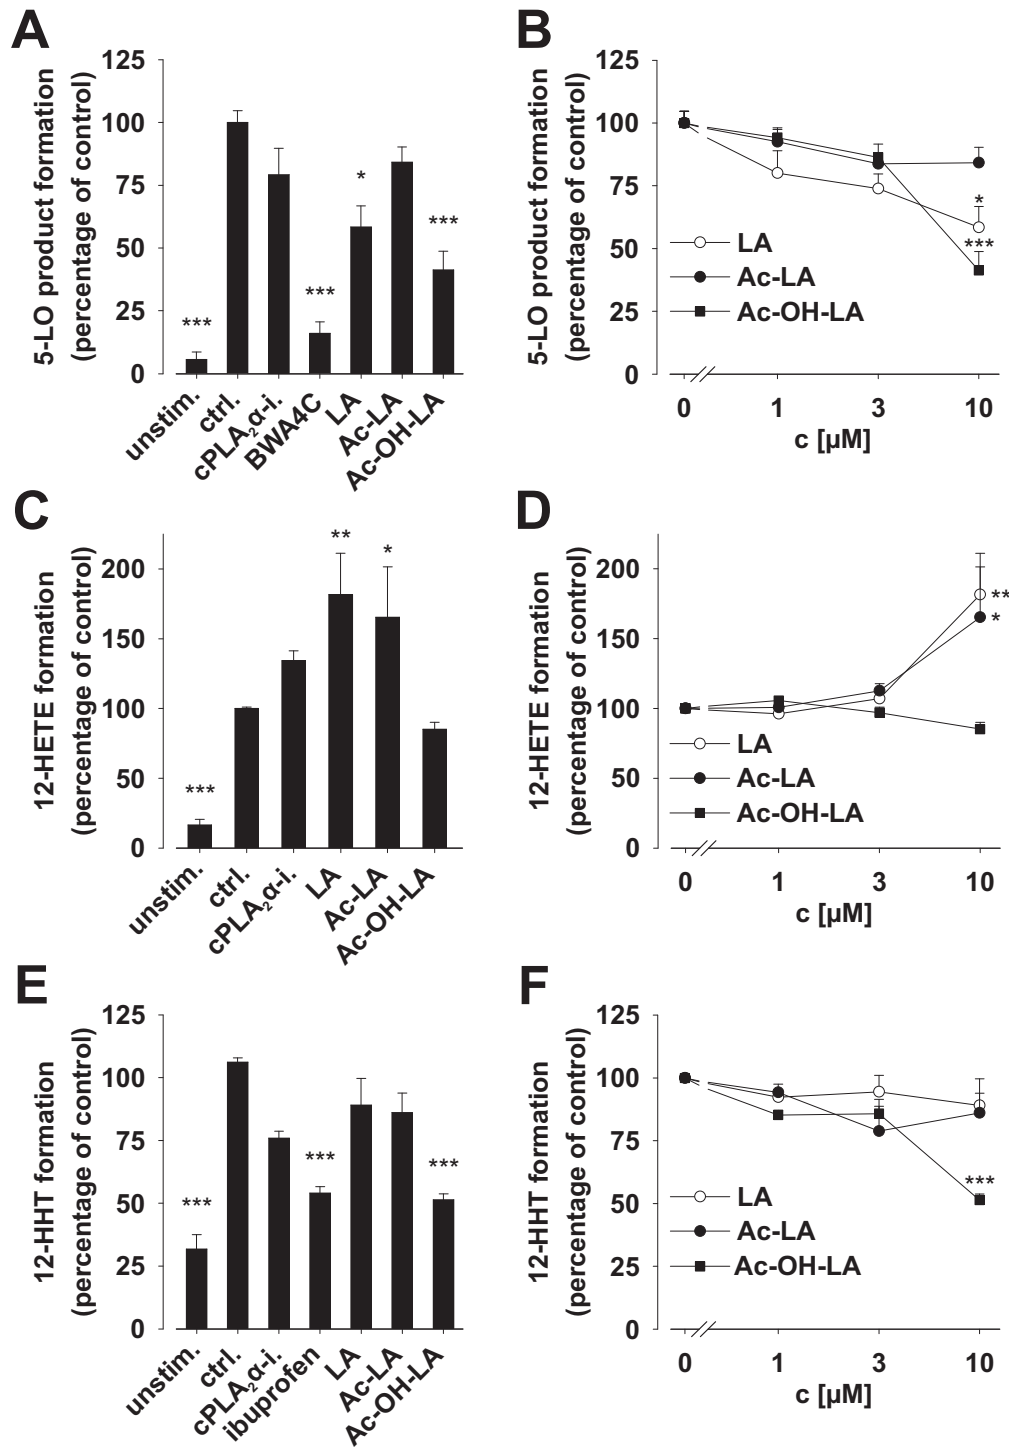 A
5-LO product formation
(percentage of control)
125
100
75
50
25
0
***
***
*
***
unstim.
ctrl.
cPLA₂α-i.
BWA4C
LA
Ac-LA
Ac-OH-LA
B
5-LO product formation
(percentage of control)
125
100
75
50
25
0
*
***
LA
Ac-LA
Ac-OH-LA
0 1 3 10
c [µM]
C
12-HETE formation
(percentage of control)
200
150
100
50
0
***
**
*
unstim.
ctrl.
cPLA₂α-i.
LA
Ac-LA
Ac-OH-LA
D
12-HETE formation
(percentage of control)
200
150
100
50
0
**
*
LA
Ac-LA
Ac-OH-LA
0 1 3 10
c [µM]
E
12-HHT formation
(percentage of control)
125
100
75
50
25
0
***
***
***
unstim.
ctrl.
cPLA₂α-i.
ibuprofen
LA
Ac-LA
Ac-OH-LA
F
12-HHT formation
(percentage of control)
125
100
75
50
25
0
***
LA
Ac-LA
Ac-OH-LA
0 1 3 10
c [µM]